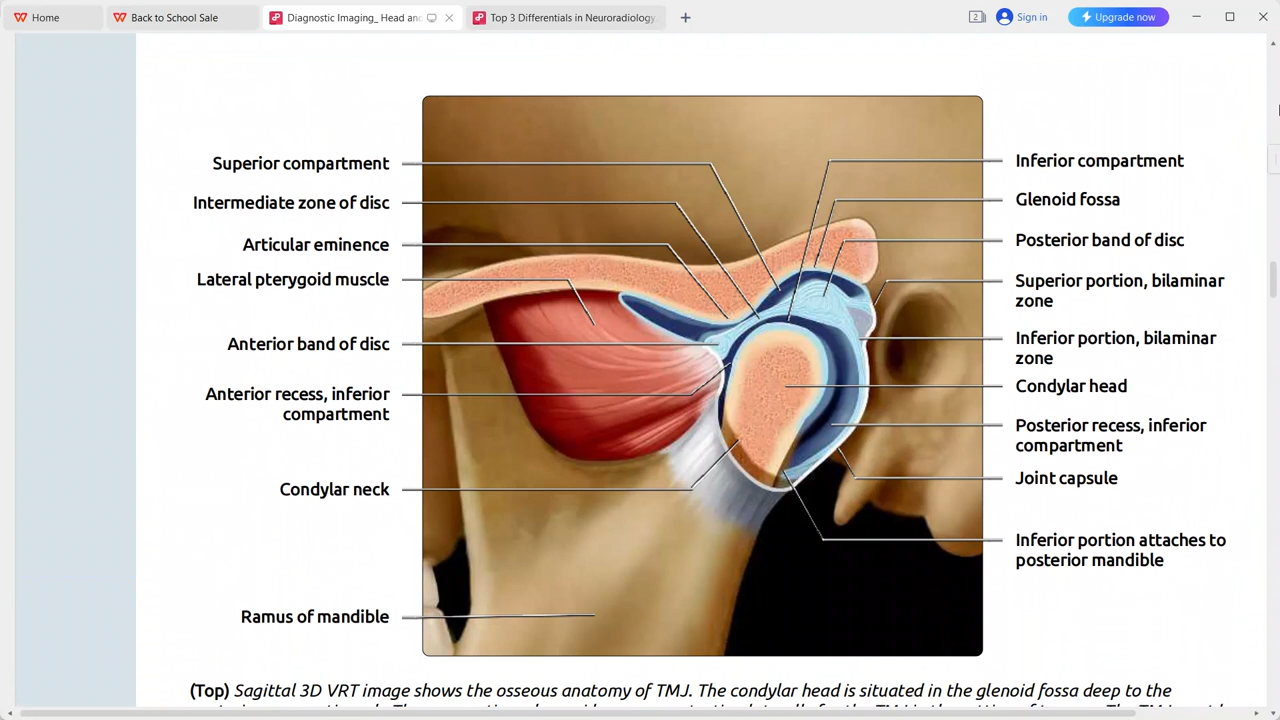 Home
Back to School Sale
Diagnostic Imaging_ Head and
Top 3 Differentials in Neuroradiology
2
Sign in
Upgrade now
Superior compartment
Intermediate zone of disc
Articular eminence
Lateral pterygoid muscle
Anterior band of disc
Anterior recess, inferior
compartment
Condylar neck
Ramus of mandible
Inferior compartment
Glenoid fossa
Posterior band of disc
Superior portion, bilaminar
zone
Inferior portion, bilaminar
zone
Condylar head
Posterior recess, inferior
compartment
Joint capsule
Inferior portion attaches to
posterior mandible
(Top) Sagittal 3D VRT image shows the osseous anatomy of TMJ. The condylar head is situated in the glenoid fossa deep to the